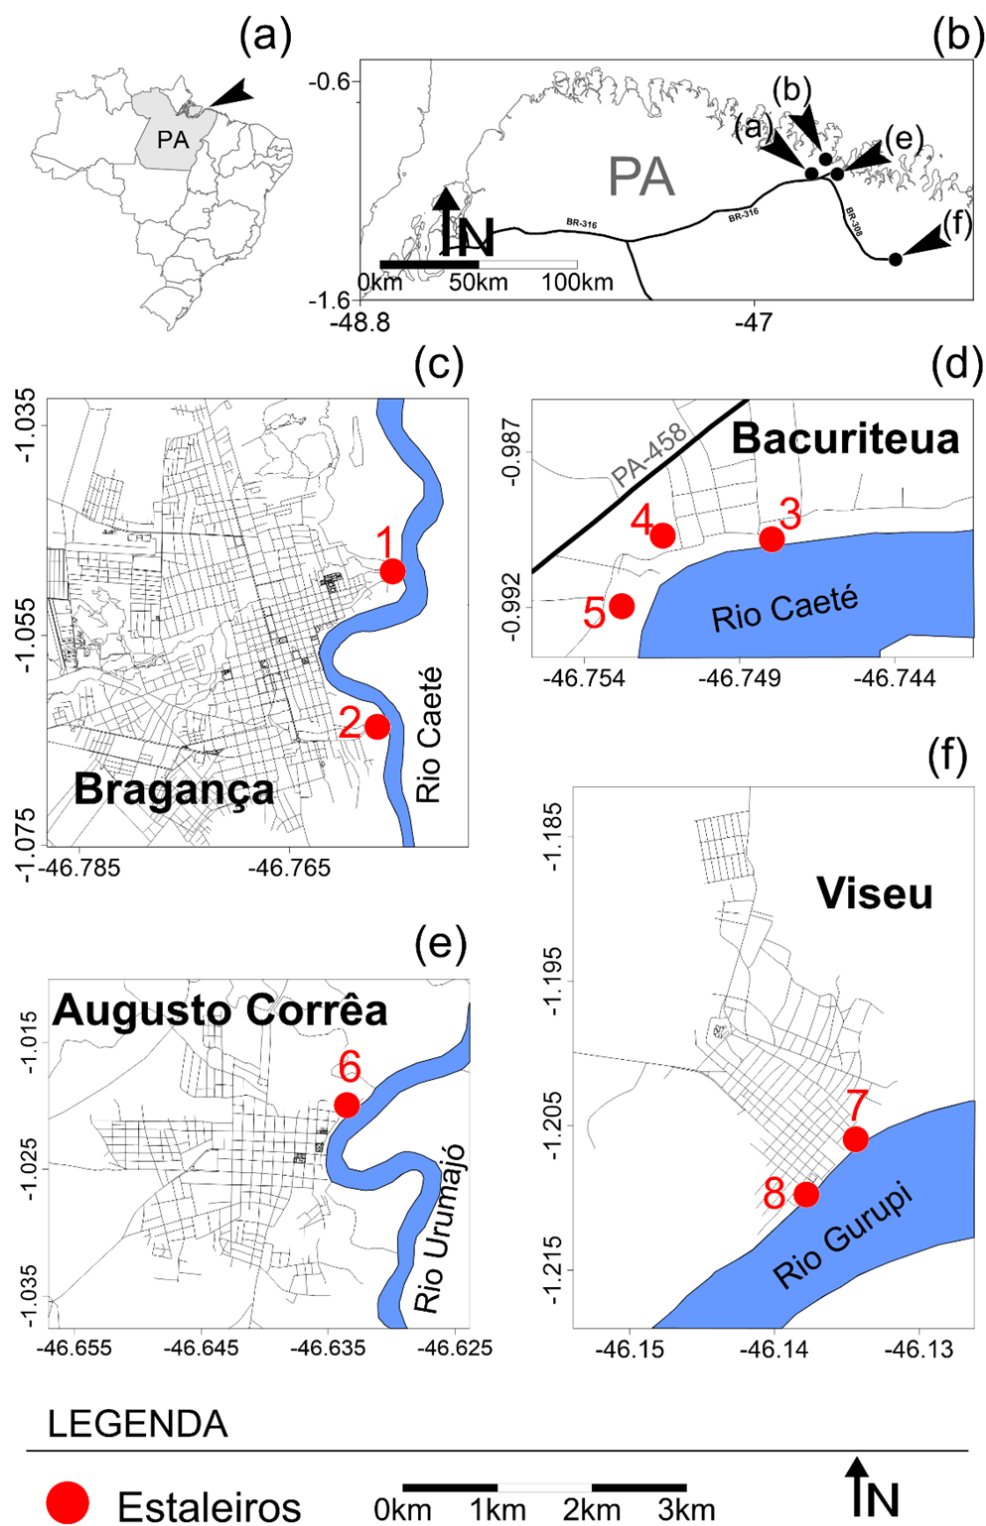 (a)
PA
(b)
-0.6
(b)
(a)
(e)
PA
N
BR-316
BR-316
BR-308
(f)
0km 50km 100km
-1.6
-48.8 -47
(c)
-1.035
1
-1.055
2
Rio Caeté
Bragança
-1.075
-46.785 -46.765
(d)
-0.987
PA-458
Bacuriteua
4
3
-0.992
5
Rio Caeté
-46.754 -46.749 -46.744
(e)
Augusto Corrêa
-1.015
6
-1.025
Rio Urumajó
-1.035
-46.655 -46.645 -46.635 -46.625
(f)
-1.185
Viseu
-1.195
-1.205
7
8
Rio Gurupi
-1.215
-46.15 -46.14 -46.13
LEGENDA
Estaleiros
0km 1km 2km 3km
N